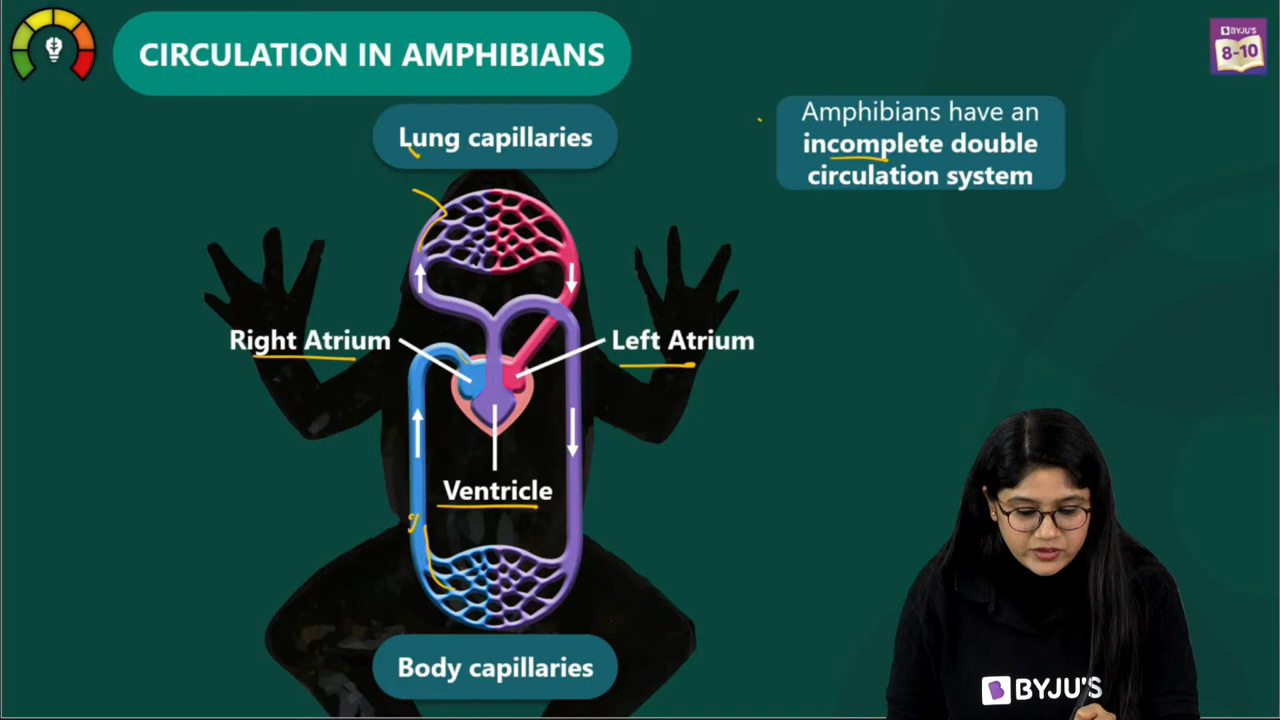 CIRCULATION IN AMPHIBIANS
BYJU'S
8-10
Lung capillaries
Amphibians have an
incomplete double
circulation system
Right Atrium
Left Atrium
Ventricle
Body capillaries
BYJU'S